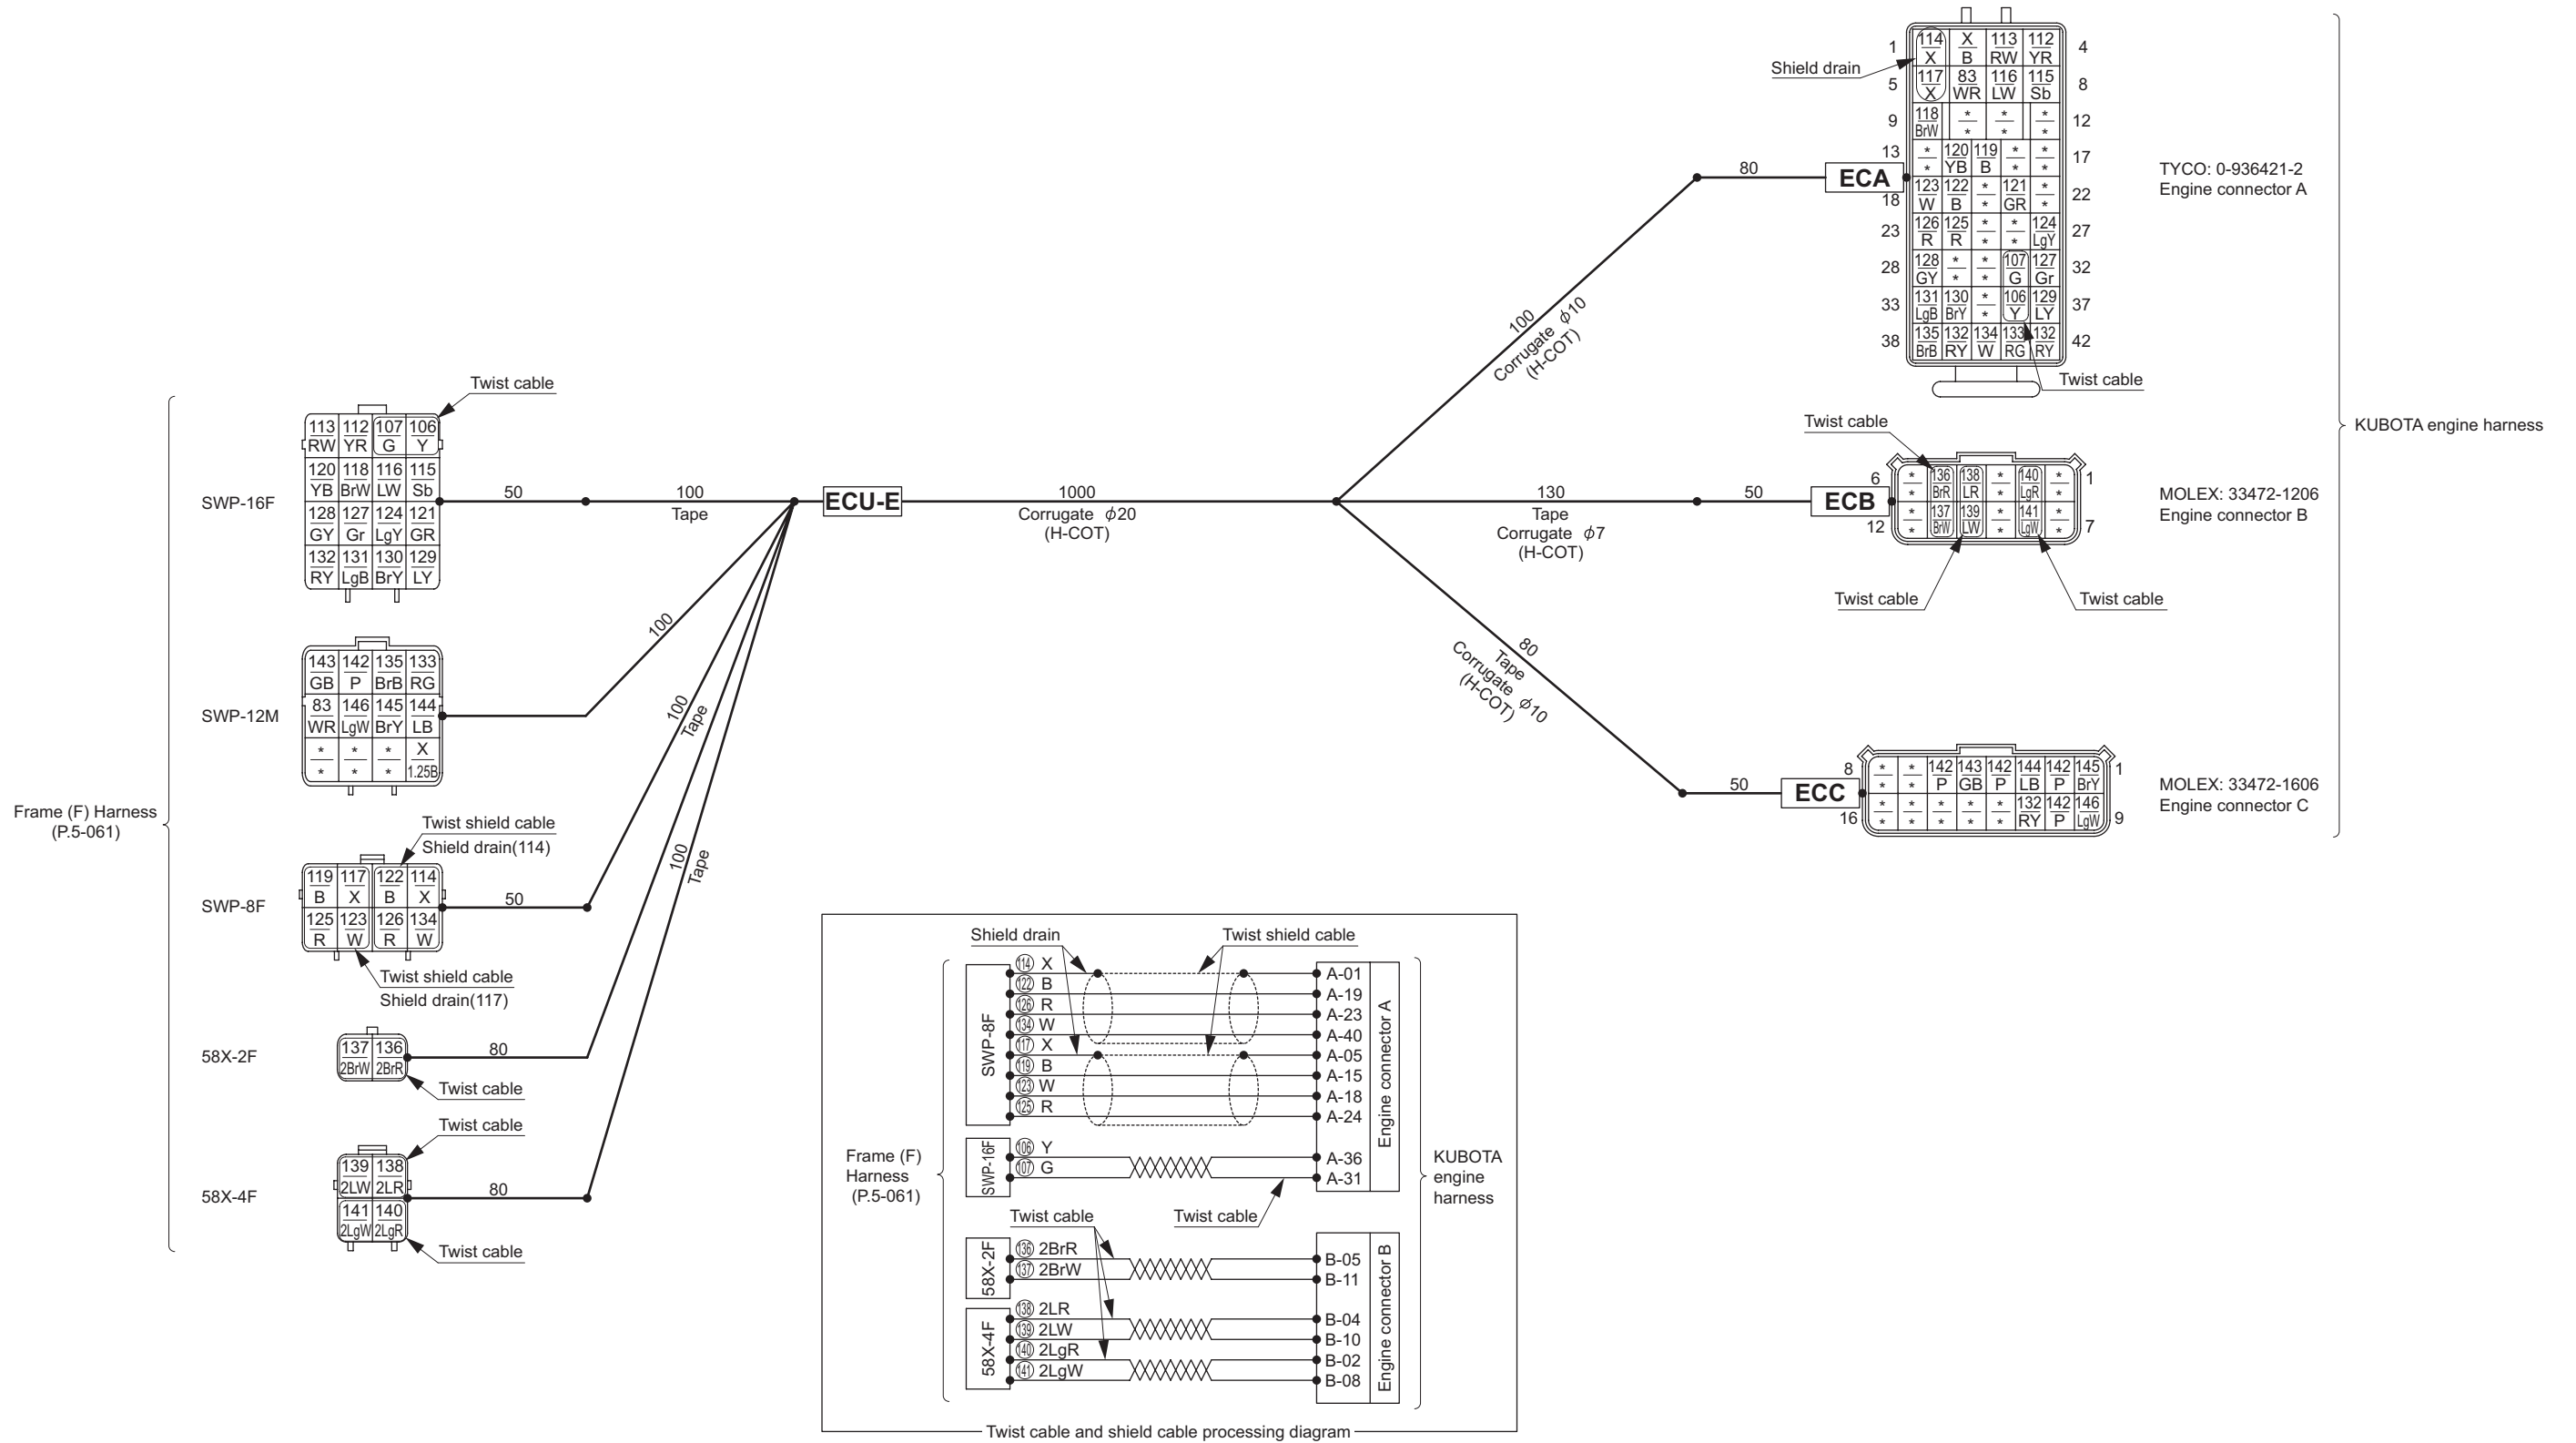 Frame (F) Harness
(P.5-061)
SWP-16F
Twist cable
113 112 107 106
RW YR G Y
120 118 116 115
YB BrW LW Sb
128 127 124 121
GY Gr LgY GR
132 131 130 129
RY LgB BrY LY
50
100
Tape
SWP-12M
143 142 135 133
GB P BrB RG
83 146 145 144
WR LgW BrY LB
* * * X
* * * 1.25B
100
SWP-8F
Twist shield cable
Shield drain(114)
119 117 122 114
B X B X
125 123 126 134
R W R W
Twist shield cable
Shield drain(117)
50
100
Tape
58X-2F
137 136
2BrW 2BrR
Twist cable
80
100
Tape
58X-4F
Twist cable
139 138
2LW 2LR
141 140
2LgW 2LgR
Twist cable
80
ECU-E
1000
Corrugate φ20
(H-COT)
100
Corrugate φ10
(H-COT)
80
ECA
130
Tape
Corrugate φ7
(H-COT)
50
ECB
80
Tape
Corrugate φ10
(H-COT)
50
ECC
Shield drain
1 114 X 113 112 4
X B RW YR
5 117 83 116 115 8
X WR LW Sb
9 118 * * * 12
BrW * * *
13 * 120 119 * * 17
* YB B * *
123 122 * 121 * 22
18 W B * GR *
23 126 125 * * 124 27
R R * * LgY
28 128 * * 107 127 32
GY * * G Gr
33 131 130 * 106 129 37
LgB BrY * Y LY
38 135 132 134 133 132 42
BrB RY W RG RY
Twist cable
TYCO: 0-936421-2
Engine connector A
Twist cable
6 * 136 138 * 140 * 1
* BrR LR * LgR *
* 137 139 * 141 *
12 * BrW LW * LgW * 7
Twist cable
Twist cable
MOLEX: 33472-1206
Engine connector B
8 * * 142 143 142 144 142 145 1
* * P GB P LB P BrY
* * * * * 132 142 146
16 * * * * * RY P LgW 9
MOLEX: 33472-1606
Engine connector C
KUBOTA engine harness
Shield drain
Twist shield cable
Frame (F)
Harness
(P.5-061)
SWP-8F
114 X A-01
122 B A-19
126 R A-23
134 W A-40
117 X A-05
119 B A-15
123 W A-18
125 R A-24
SWP-16F
106 Y A-36
107 G A-31
Engine connector A
Twist cable
Twist cable
58X-2F
136 2BrR B-05
137 2BrW B-11
58X-4F
138 2LR B-04
139 2LW B-10
140 2LgR B-02
141 2LgW B-08
Engine connector B
KUBOTA
engine
harness
Twist cable and shield cable processing diagram